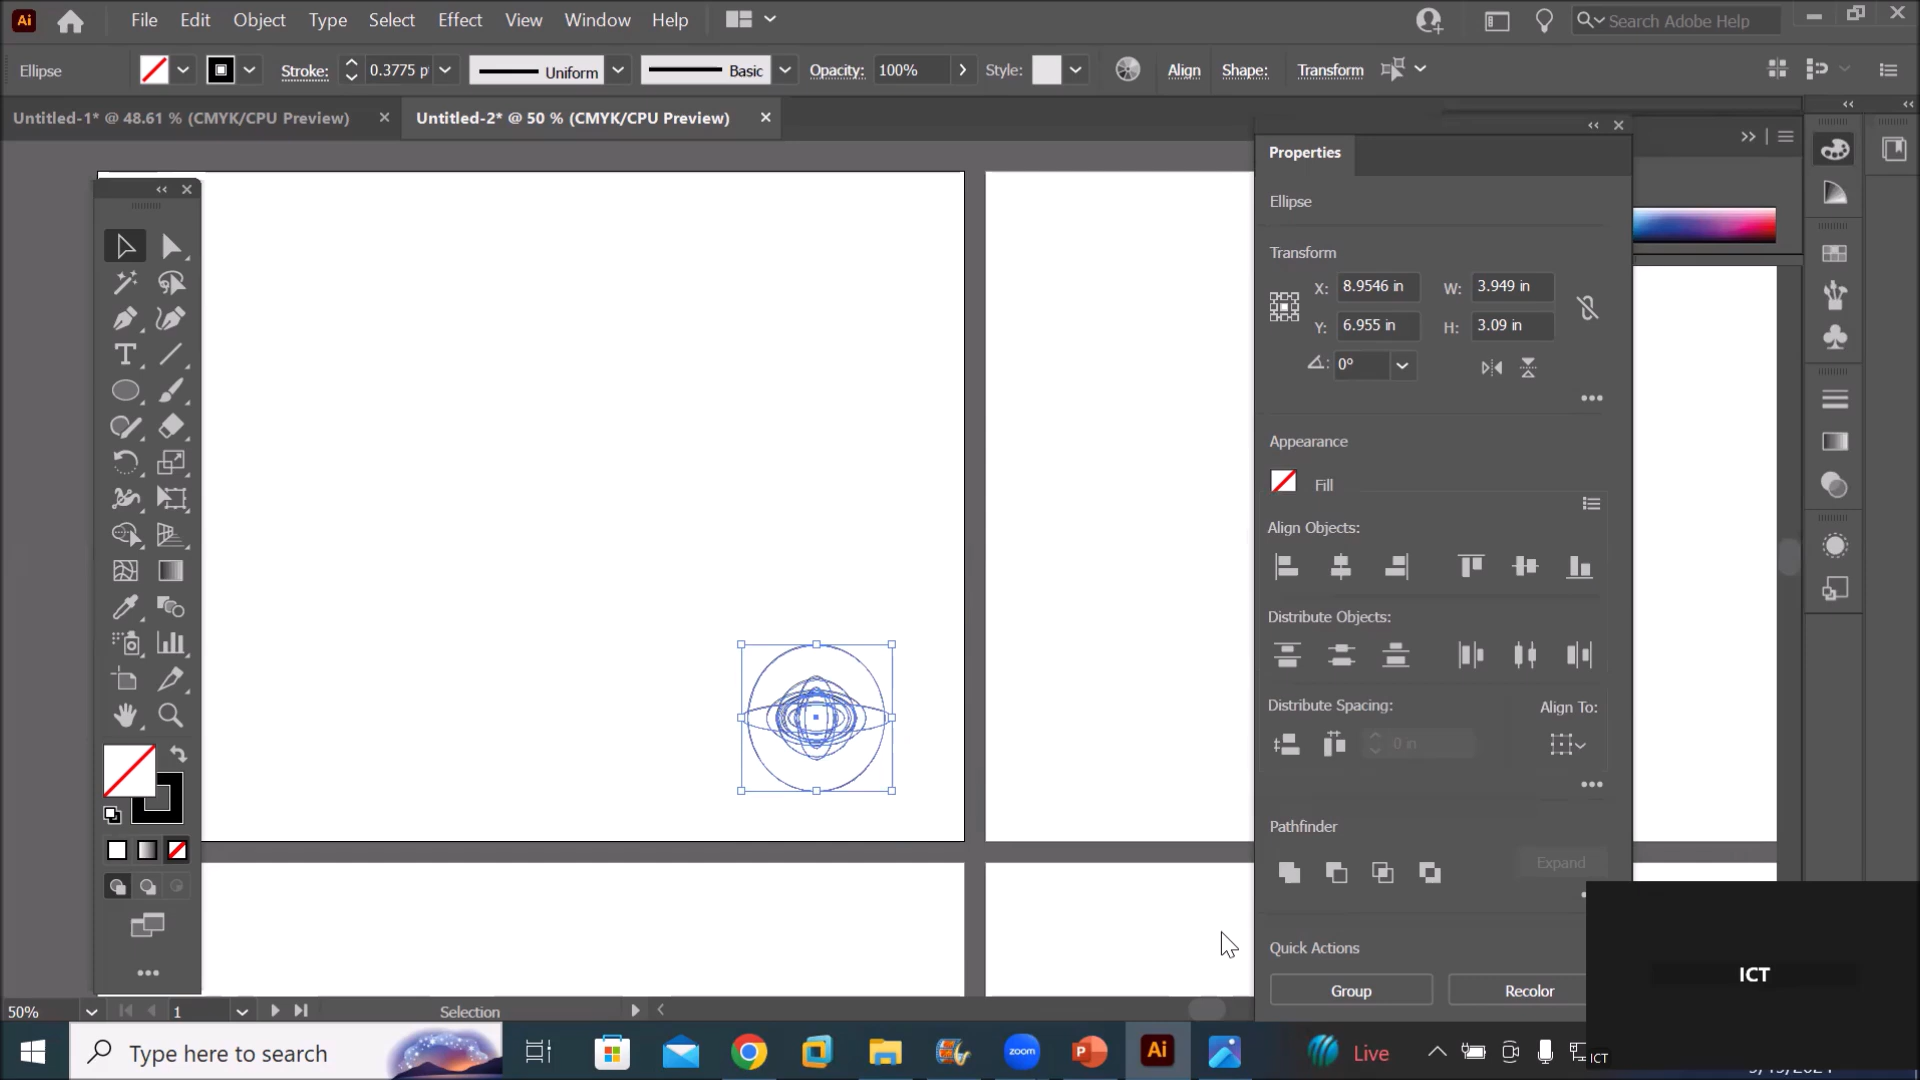 Ai File Edit Object Type Select Effect View Window Help Search Adobe Help
Ellipse Stroke: 0.3775 p Uniform Basic Opacity: 100% Style: Align Shape: Transform
Untitled-1* @ 48.61 % (CMYK/CPU Preview) Untitled-2* @ 50 % (CMYK/CPU Preview)
Properties
Ellipse
Transform
X: 8.9546 in W: 3.949 in
Y: 6.955 in H: 3.09 in
0°
Appearance
Fill
Align Objects:
Distribute Objects:
Distribute Spacing: Align To:
0 in
Pathfinder
Expand
Quick Actions
Group Recolor
ICT
50% 1 Selection
Type here to search zoom Ai Live ICT